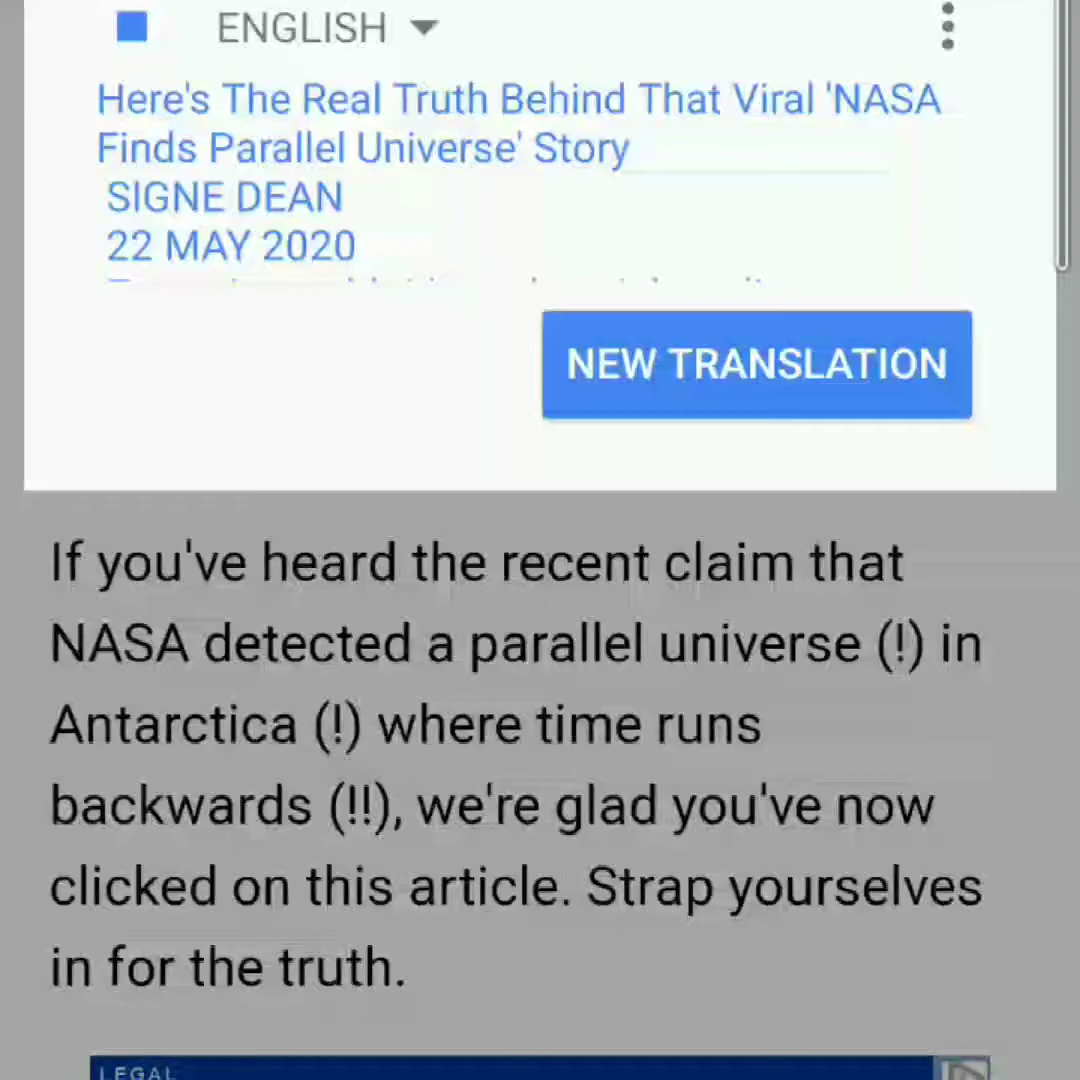 ENGLISH
Here's The Real Truth Behind That Viral 'NASA
Finds Parallel Universe' Story
SIGNE DEAN
22 MAY 2020
NEW TRANSLATION
If you've heard the recent claim that
NASA detected a parallel universe (!) in
Antarctica (!) where time runs
backwards (!!), we're glad you've now
clicked on this article. Strap yourselves
in for the truth.
LEGAL